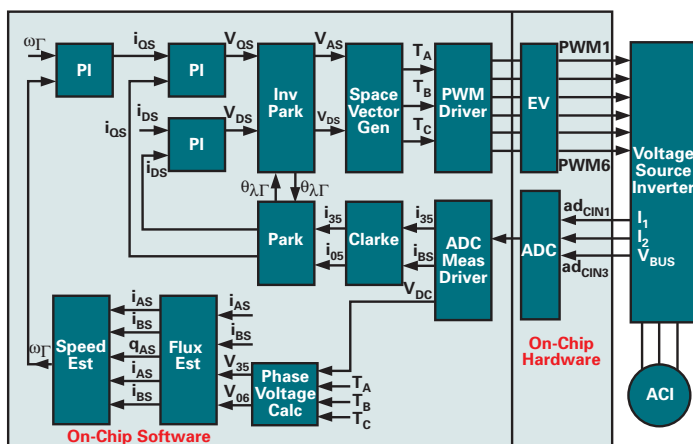 ωΓ
PI
iQS
PI
VQS
Inv
Park
VAS
Space
Vector
Gen
TA
TB
TC
PWM
Driver
EV
PWM1
PWM6
Voltage
Source
Inverter
iDS
PI
VDS
VDS
iQS
iDS
θλΓ
θλΓ
Park
i35
i05
Clarke
i35
iBS
ADC
Meas
Driver
ADC
adCIN1
adCIN3
I1
I2
VBUS
VDC
On-Chip
Hardware
ACI
ωΓ
Speed
Est
iAS
iBS
qAS
iAS
iBS
Flux
Est
iAS
iBS
V35
V06
Phase
Voltage
Calc
TA
TB
TC
On-Chip Software